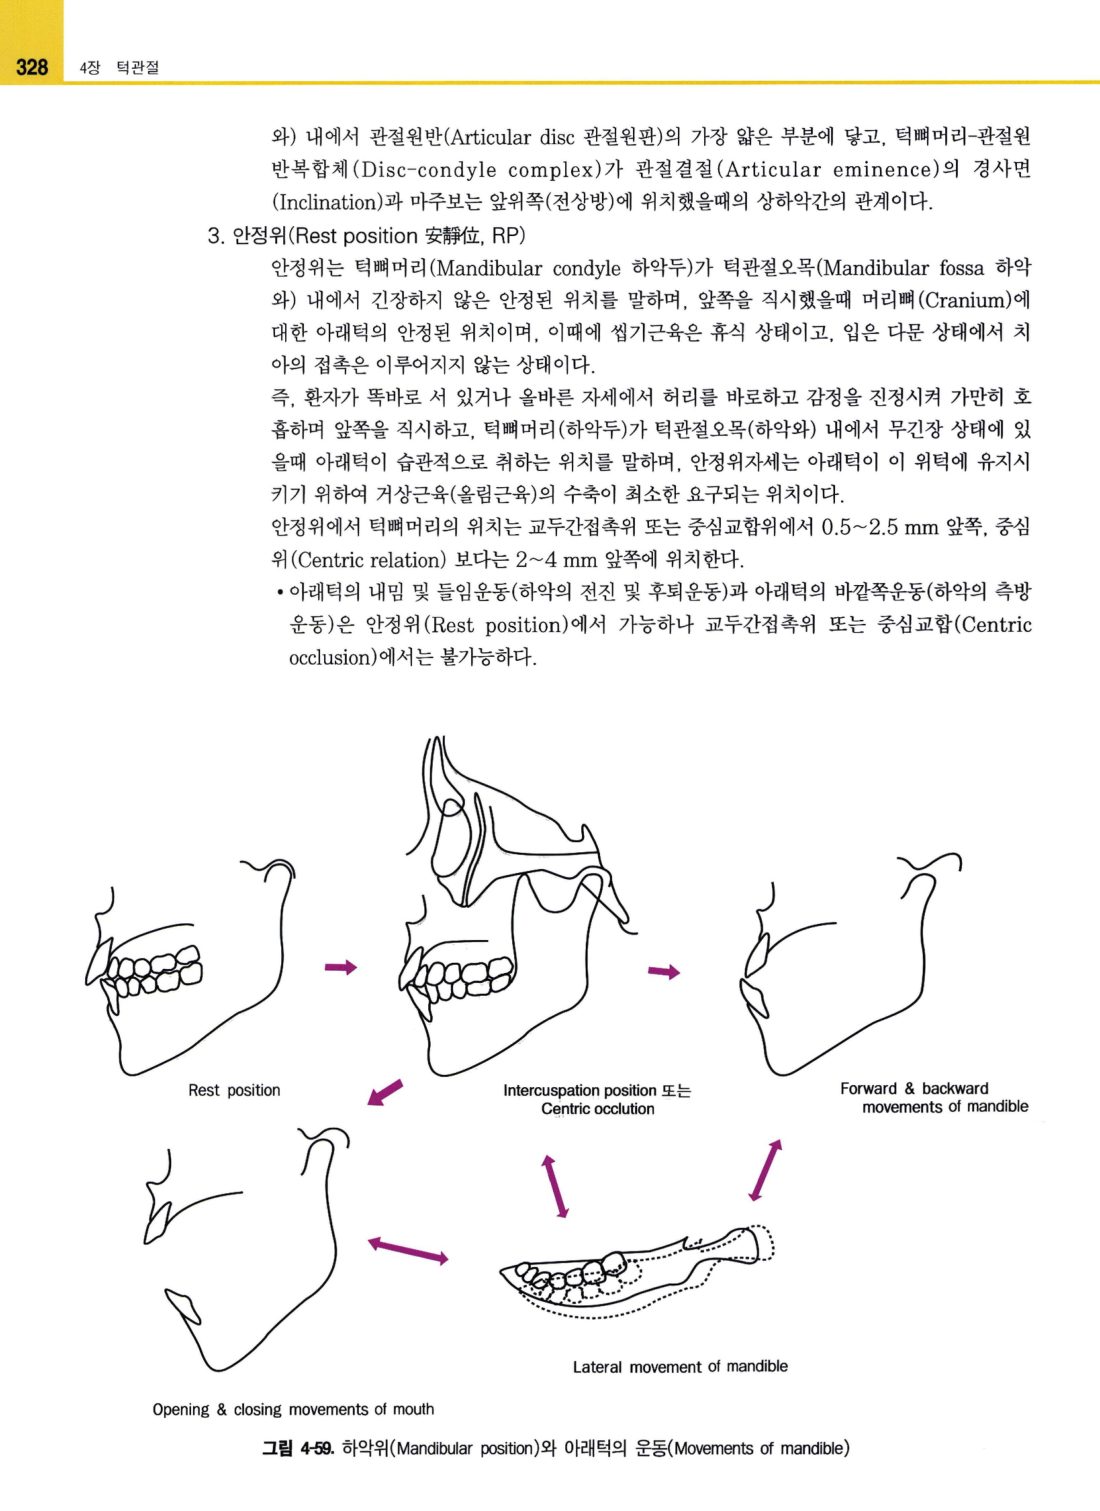 328 4장 턱관절
와) 내에서 관절원반(Articular disc 관절원판)의 가장 얇은 부분에 닿고, 턱뼈머리-관절원
반복합체(Disc-condyle complex)가 관절결절(Articular eminence)의 경사면
(Inclination)과 마주보는 앞위쪽(전상방)에 위치했을때의 상하악간의 관계이다.
3. 안정위(Rest position 安靜位, RP)
안정위는 턱뼈머리(Mandibular condyle 하악두)가 턱관절오목(Mandibular fossa 하악
와) 내에서 긴장하지 않은 안정된 위치를 말하며, 앞쪽을 직시했을때 머리뼈(Cranium)에
대한 아래턱의 안정된 위치이며, 이때에 씹기근육은 휴식 상태이고, 입은 다문 상태에서 치
아의 접촉은 이루어지지 않는 상태이다.
즉, 환자가 똑바로 서 있거나 올바른 자세에서 허리를 바로하고 감정을 진정시켜 가만히 호
흡하며 앞쪽을 직시하고, 턱뼈머리(하악두)가 턱관절오목(하악와) 내에서 무긴장 상태에 있
을때 아래턱이 습관적으로 취하는 위치를 말하며, 안정위자세는 아래턱이 이 위턱에 유지시
키기 위하여 거상근육(올림근육)의 수축이 최소한 요구되는 위치이다.
안정위에서 턱뼈머리의 위치는 교두간접촉위 또는 중심교합위에서 0.5~2.5 mm 앞쪽, 중심
위(Centric relation) 보다는 2~4 mm 앞쪽에 위치한다.
• 아래턱의 내밈 및 들임운동(하악의 전진 및 후퇴운동)과 아래턱의 바깥쪽운동(하악의 측방
운동)은 안정위(Rest position)에서 가능하나 교두간접촉위 또는 중심교합(Centric
occlusion)에서는 불가능하다.
Rest position
Intercuspation position 또는
Centric occlution
Forward & backward
movements of mandible
Lateral movement of mandible
Opening & closing movements of mouth
그림 4-59. 하악위(Mandibular position)와 아래턱의 운동(Movements of mandible)